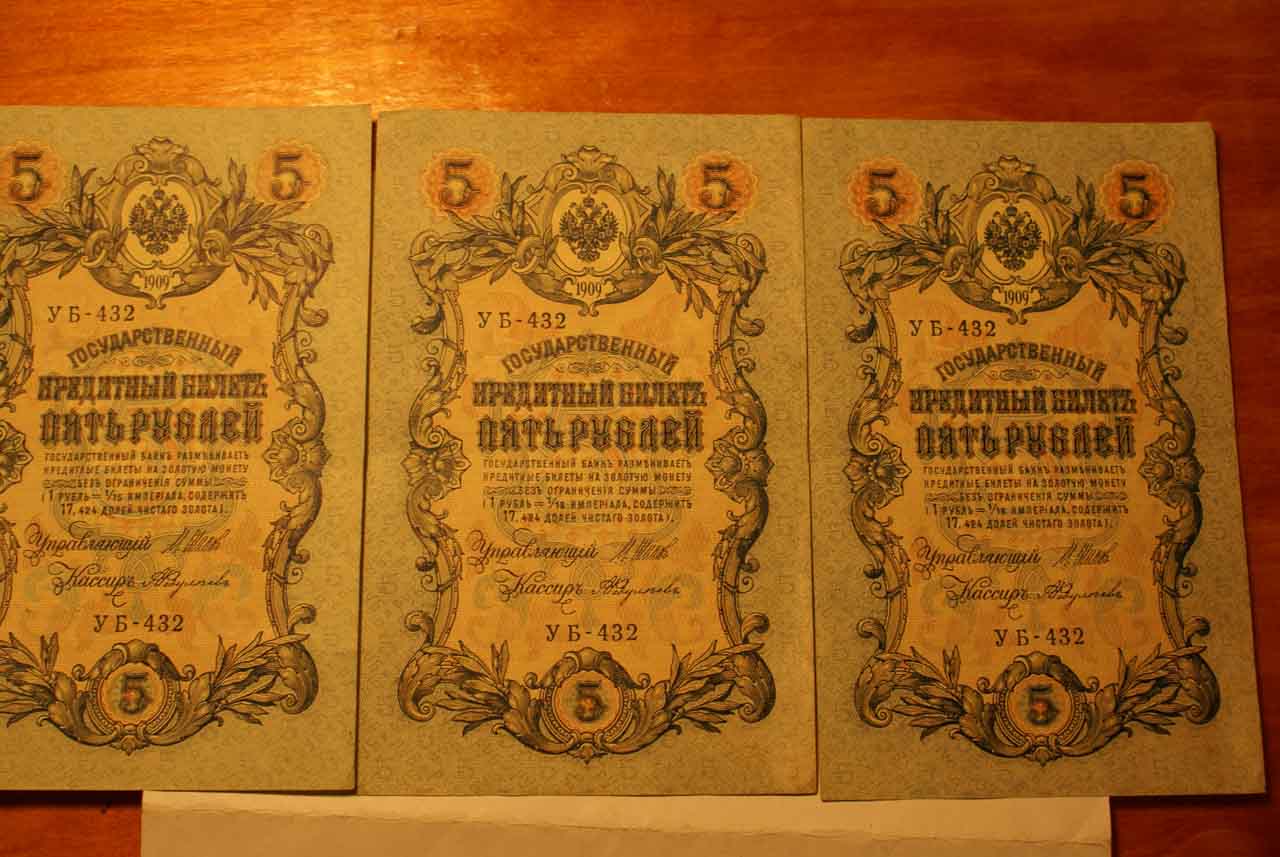 5 5
1909
УБ-432
ГОСУДАРСТВЕННЫЙ
КРЕДИТНЫЙ БИЛЕТЪ
ПЯТЬ РУБЛЕЙ
ГОСУДАРСТВЕННЫЙ БАНКЪ РАЗМѢНИВАЕТЪ
КРЕДИТНЫЕ БИЛЕТЫ НА ЗОЛОТУЮ МОНЕТУ
БЕЗЪ ОГРАНИЧЕНІЯ СУММЫ
(1 РУБЛЬ = 1/15 ИМПЕРІАЛА, СОДЕРЖИТЪ
17,424 ДОЛЕЙ ЧИСТАГО ЗОЛОТА).
Управляющій
Кассиръ
УБ-432
5
5 5
1909
УБ-432
ГОСУДАРСТВЕННЫЙ
КРЕДИТНЫЙ БИЛЕТЪ
ПЯТЬ РУБЛЕЙ
ГОСУДАРСТВЕННЫЙ БАНКЪ РАЗМѢНИВАЕТЪ
КРЕДИТНЫЕ БИЛЕТЫ НА ЗОЛОТУЮ МОНЕТУ
БЕЗЪ ОГРАНИЧЕНІЯ СУММЫ
(1 РУБЛЬ = 1/15 ИМПЕРІАЛА, СОДЕРЖИТЪ
17,424 ДОЛЕЙ ЧИСТАГО ЗОЛОТА).
Управляющій
Кассиръ
УБ-432
5
5 5
1909
УБ-432
ГОСУДАРСТВЕННЫЙ
КРЕДИТНЫЙ БИЛЕТЪ
ПЯТЬ РУБЛЕЙ
ГОСУДАРСТВЕННЫЙ БАНКЪ РАЗМѢНИВАЕТЪ
КРЕДИТНЫЕ БИЛЕТЫ НА ЗОЛОТУЮ МОНЕТУ
БЕЗЪ ОГРАНИЧЕНІЯ СУММЫ
(1 РУБЛЬ = 1/15 ИМПЕРІАЛА, СОДЕРЖИТЪ
17,424 ДОЛЕЙ ЧИСТАГО ЗОЛОТА).
Управляющій
Кассиръ
УБ-432
5